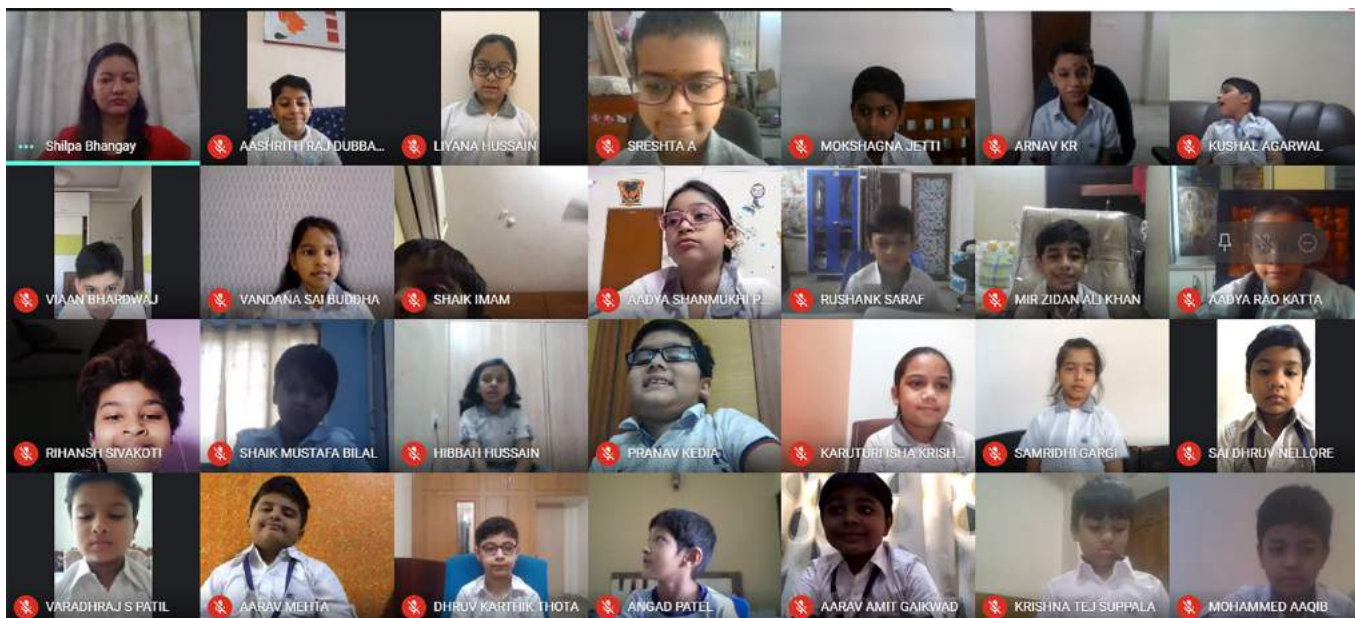 Shilpa Bhangay
AASHRITH RAJ DUBBA...
LIYANA HUSSAIN
SRESHTA A
MOKSHAGNA JETTI
ARNAV KR
KUSHAL AGARWAL
VIAAN BHARDWAJ
VANDANA SAI BUDDHA
SHAIK IMAM
AADYA SHANMUKHI P...
RUSHANK SARAF
MIR ZIDAN ALI KHAN
AADYA RAO KATTA
RIHANSH SIVAKOTI
SHAIK MUSTAFA BILAL
HIBBAH HUSSAIN
PRANAV KEDIA
KARUTURI ISHA KRISH...
SAMRIDHI GARGI
SAI DHRUV NELLORE
VARADHRAJ S PATIL
AARAV MEHTA
DHRUV KARTHIK THOTA
ANGAD PATEL
AARAV AMIT GAIKWAD
KRISHNA TEJ SUPPALA
MOHAMMED AAQIB